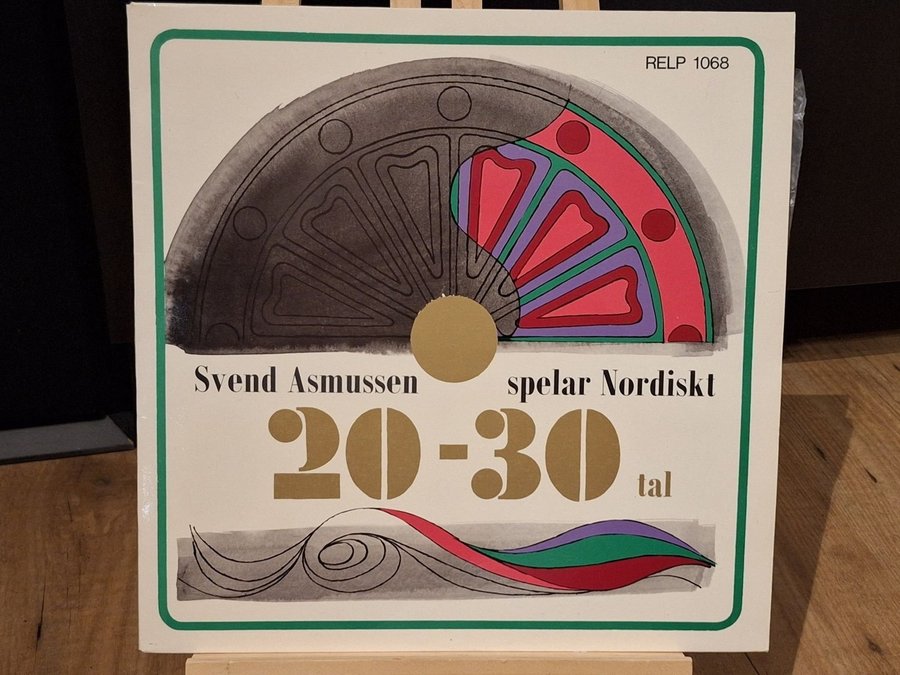 RELP 1068
Svend Asmussen spelar Nordiskt
20-30 tal